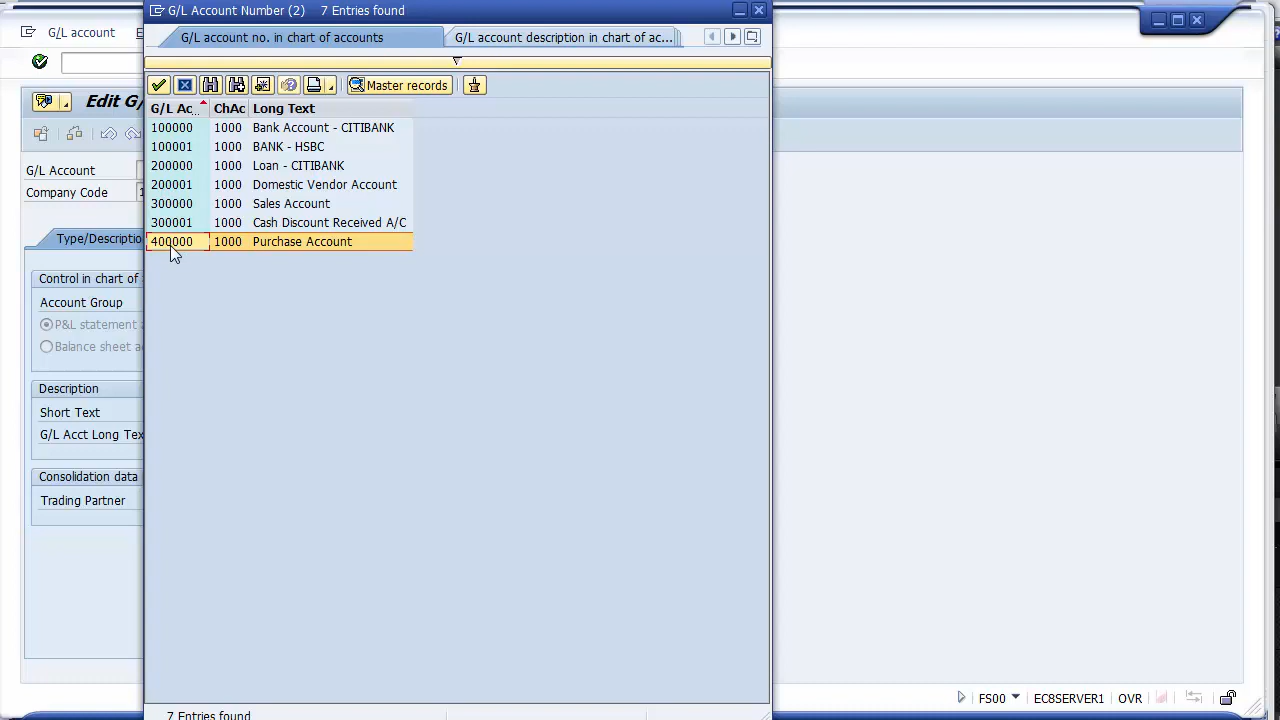 G/L Account Number (2) 7 Entries found
G/L account
G/L account no. in chart of accounts
G/L account description in chart of ac...
Master records
Edit G/
G/L Ac.. ChAc Long Text
100000 1000 Bank Account - CITIBANK
100001 1000 BANK - HSBC
200000 1000 Loan - CITIBANK
200001 1000 Domestic Vendor Account
300000 1000 Sales Account
300001 1000 Cash Discount Received A/C
400000 1000 Purchase Account
G/L Account
Company Code
Type/Descriptio
Control in chart of
Account Group
P&L statement
Balance sheet
Description
Short Text
G/L Acct Long Tex
Consolidation data
Trading Partner
FS00 EC8SERVER1 OVR
7 Entries found